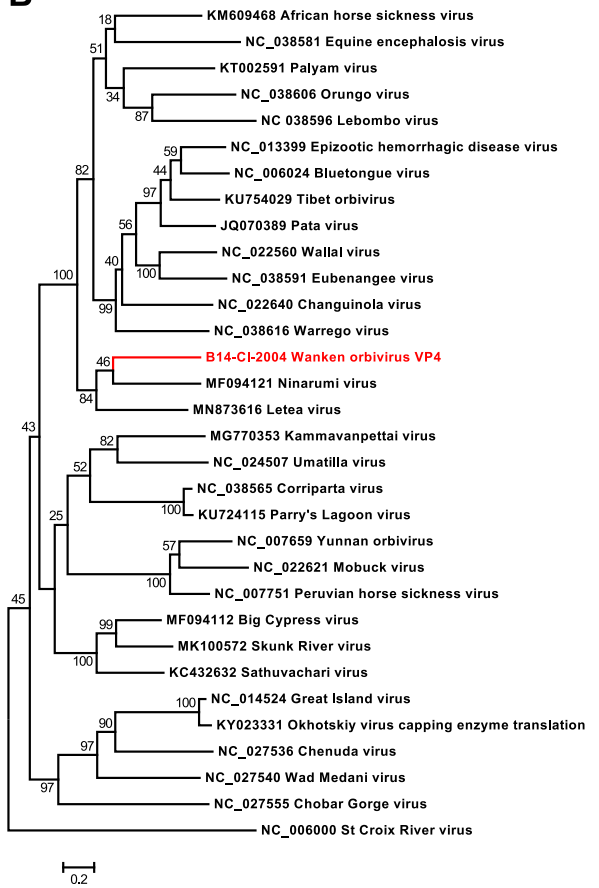 18
KM609468 African horse sickness virus
NC_038581 Equine encephalosis virus
51
KT002591 Palyam virus
34
NC_038606 Orungo virus
87
NC 038596 Lebombo virus
82
59
NC_013399 Epizootic hemorrhagic disease virus
44
NC_006024 Bluetongue virus
97
KU754029 Tibet orbivirus
JQ070389 Pata virus
56
NC_022560 Wallal virus
100
NC_038591 Eubenangee virus
40
NC_022640 Changuinola virus
99
NC_038616 Warrego virus
100
B14-CI-2004 Wanken orbivirus VP4
46
MF094121 Ninarumi virus
84
MN873616 Letea virus
43
MG770353 Kammavanpettai virus
82
NC_024507 Umatilla virus
52
NC_038565 Corriparta virus
100
KU724115 Parry's Lagoon virus
25
57
NC_007659 Yunnan orbivirus
NC_022621 Mobuck virus
100
NC_007751 Peruvian horse sickness virus
45
99
MF094112 Big Cypress virus
MK100572 Skunk River virus
100
KC432632 Sathuvachari virus
100
NC_014524 Great Island virus
KY023331 Okhotskiy virus capping enzyme translation
90
NC_027536 Chenuda virus
97
NC_027540 Wad Medani virus
97
NC_027555 Chobar Gorge virus
NC_006000 St Croix River virus
0.2